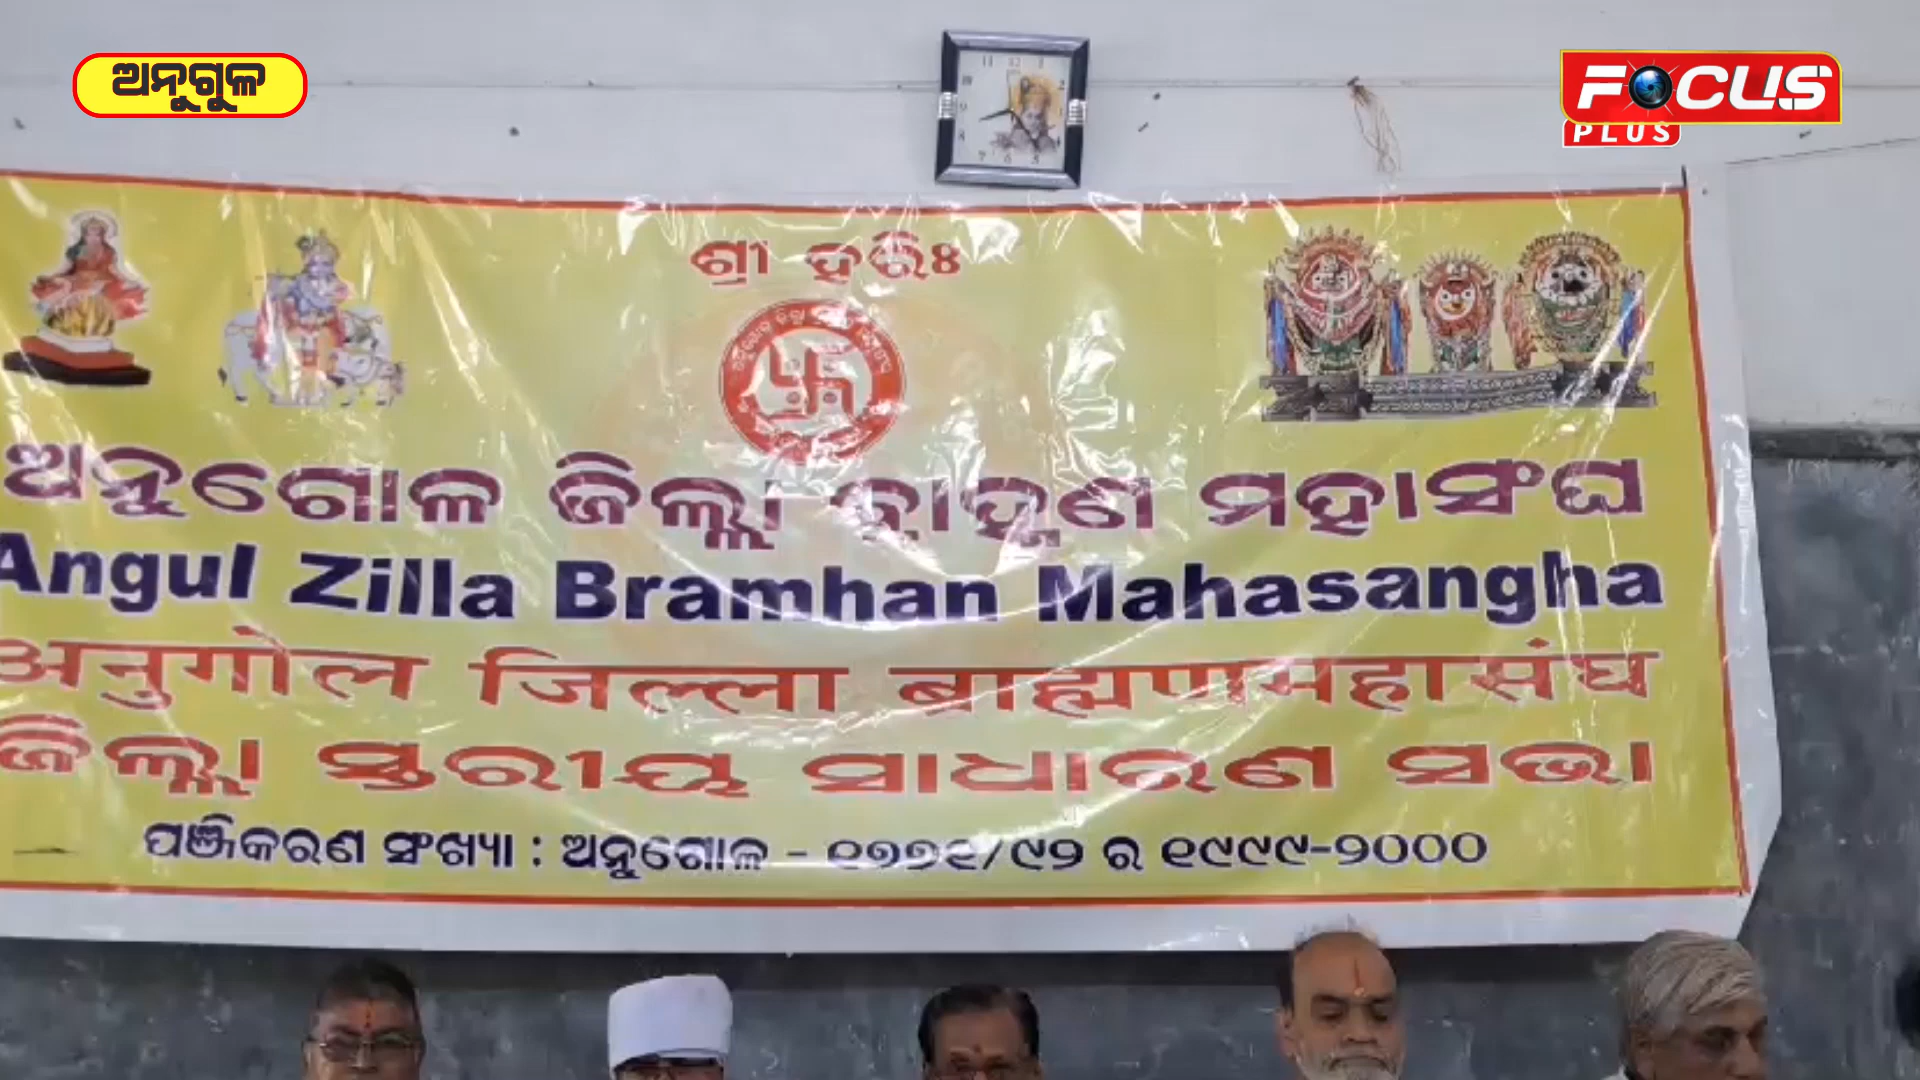 ଅନୁଗୁଳ
FOCUS
PLUS
ଶ୍ରୀ ହରିଃ
ଅନୁଗୋଳ ଜିଲ୍ଲା ବ୍ରାହ୍ମଣ ମହାସଂଘ
Angul Zilla Bramhan Mahasangha
अनुगोल जिल्ला ब्राह्मणमहासंघ
ଜିଲ୍ଲା ସ୍ତରୀୟ ସାଧାରଣ ସଭା
ପଞ୍ଜିକରଣ ସଂଖ୍ୟା : ଅନୁଗୋଳ - ୧୭୭୧/୯୨ ର ୧୯୯୯-୨୦୦୦